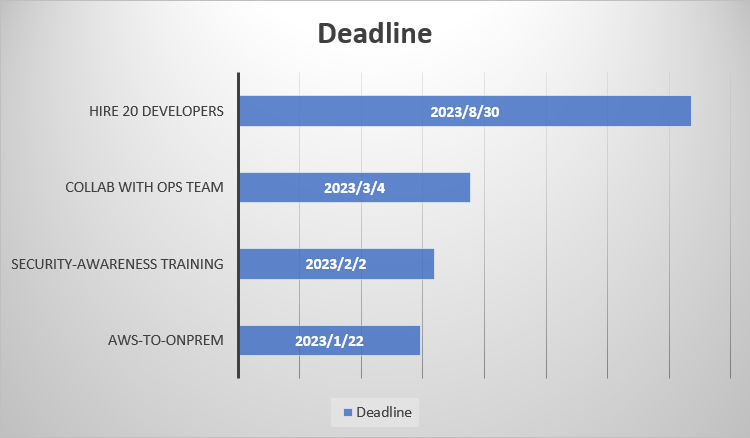 Deadline
HIRE 20 DEVELOPERS
2023/8/30
COLLAB WITH OPS TEAM
2023/3/4
SECURITY-AWARENESS TRAINING
2023/2/2
AWS-TO-ONPREM
2023/1/22
Deadline